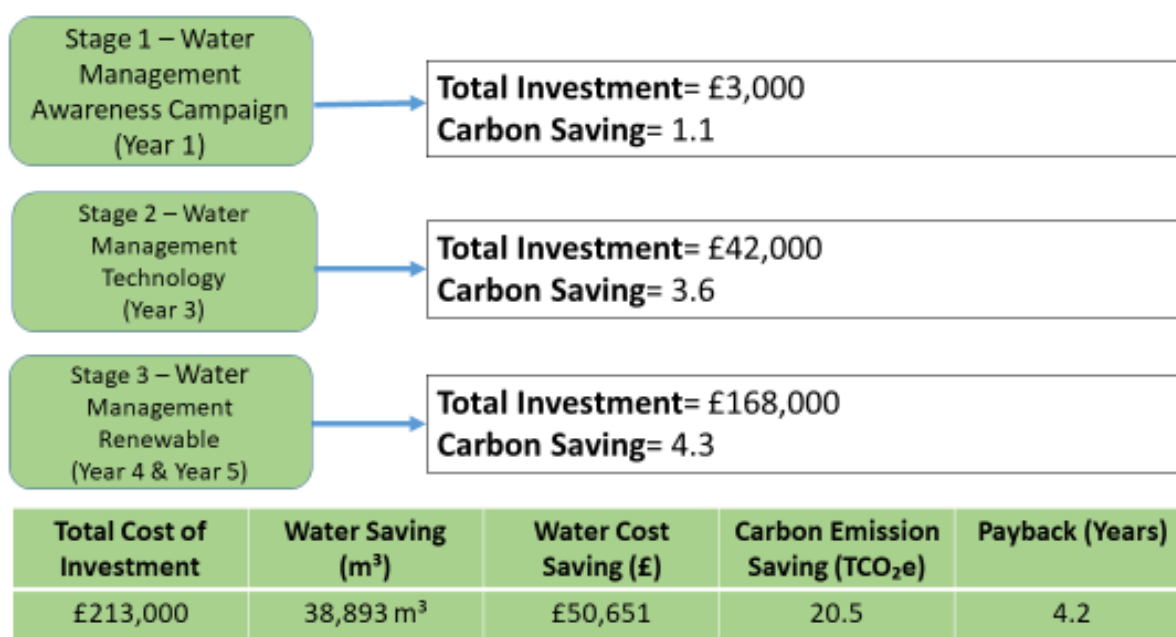 Stage 1 – Water
Management
Awareness Campaign
(Year 1)
Total Investment= £3,000
Carbon Saving= 1.1
Stage 2 – Water
Management
Technology
(Year 3)
Total Investment= £42,000
Carbon Saving= 3.6
Stage 3 – Water
Management
Renewable
(Year 4 & Year 5)
Total Investment= £168,000
Carbon Saving= 4.3
Total Cost of
Investment
Water Saving
(m³)
Water Cost
Saving (£)
Carbon Emission
Saving (TCO₂e)
Payback (Years)
£213,000
38,893 m³
£50,651
20.5
4.2